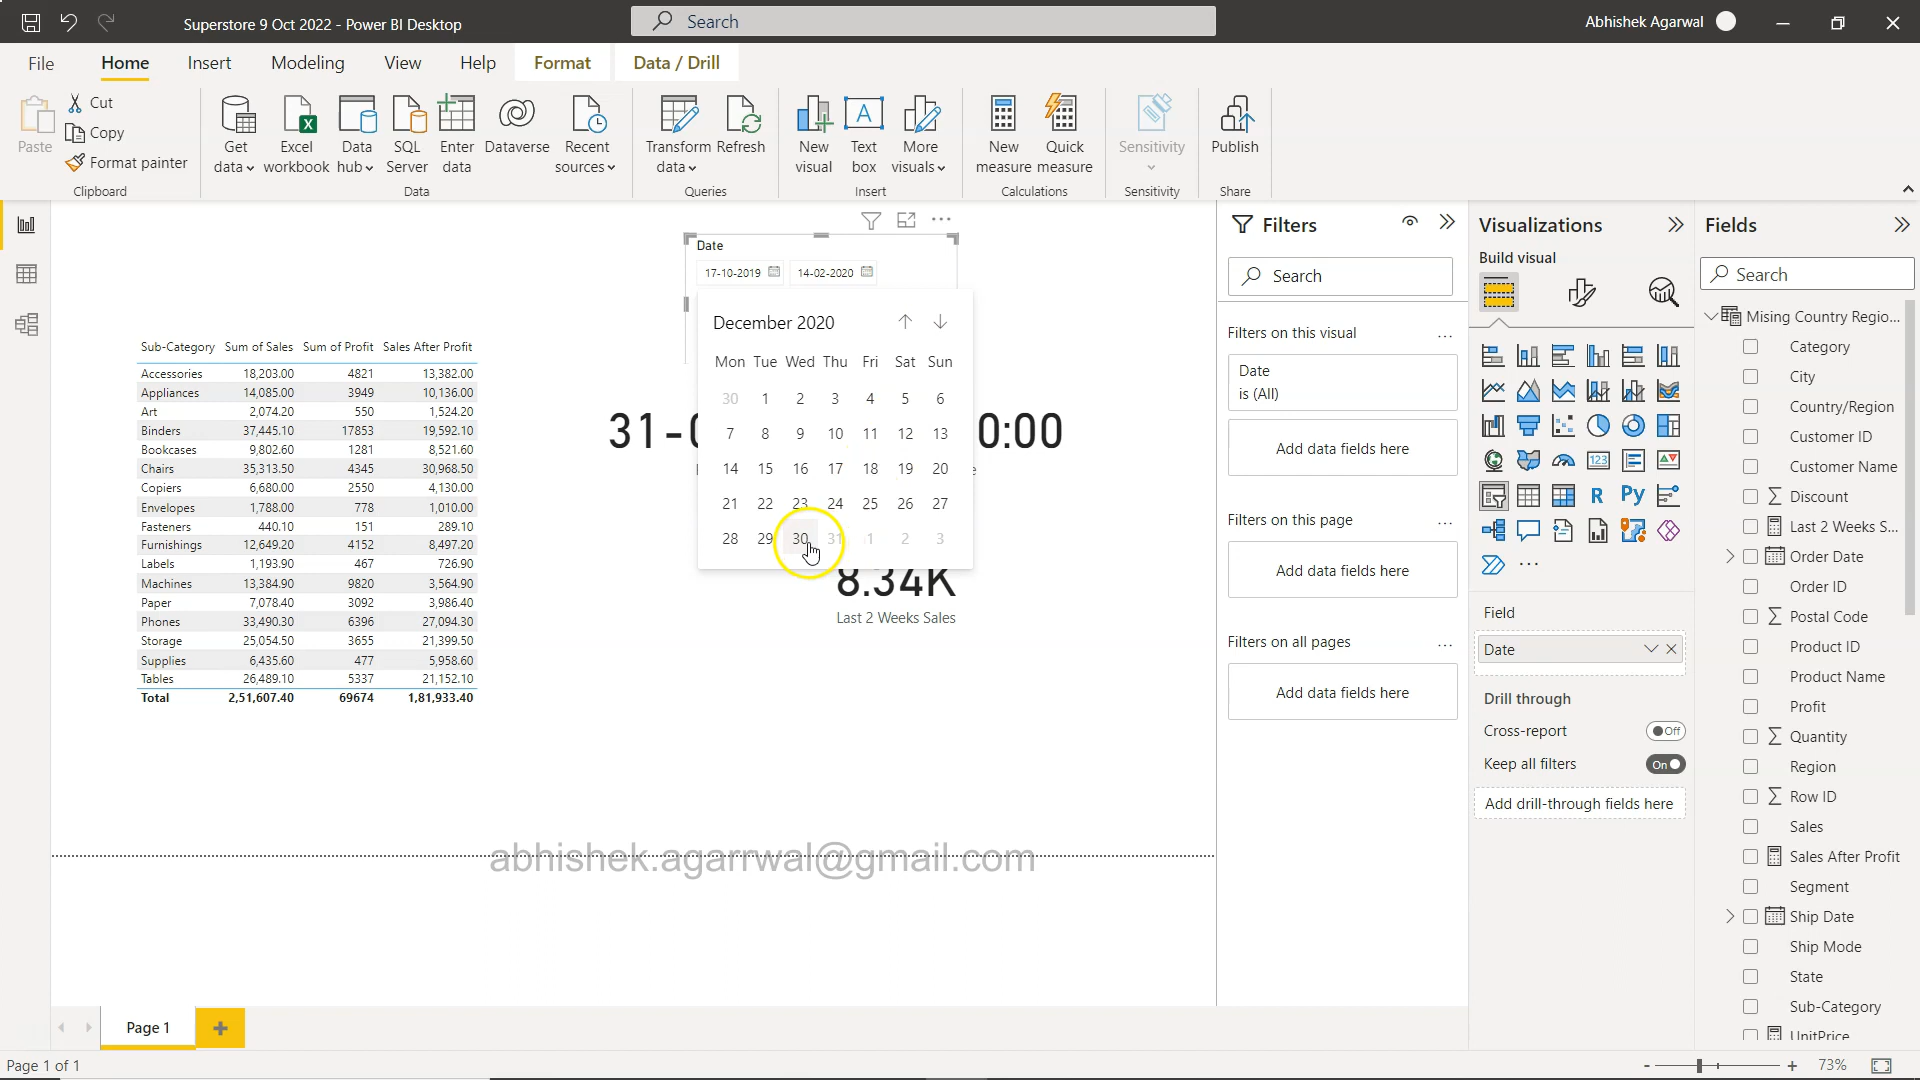 Superstore 9 Oct 2022 - Power BI Desktop
Search
Abhishek Agarwal
File Home Insert Modeling View Help Format Data / Drill
Paste
Cut
Copy
Format painter
Clipboard
Get data
Excel workbook
Data hub
SQL Server
Enter data
Dataverse
Recent sources
Data
Transform data
Refresh
Queries
New visual
Text box
More visuals
Insert
New measure
Quick measure
Calculations
Sensitivity
Sensitivity
Publish
Share
Sub-Category Sum of Sales Sum of Profit Sales After Profit
Accessories 18,203.00 4821 13,382.00
Appliances 14,085.00 3949 10,136.00
Art 2,074.20 550 1,524.20
Binders 37,445.10 17853 19,592.10
Bookcases 9,802.60 1281 8,521.60
Chairs 35,313.50 4345 30,968.50
Copiers 6,680.00 2550 4,130.00
Envelopes 1,788.00 778 1,010.00
Fasteners 440.10 151 289.10
Furnishings 12,649.20 4152 8,497.20
Labels 1,193.90 467 726.90
Machines 13,384.90 9820 3,564.90
Paper 7,078.40 3092 3,986.40
Phones 33,490.30 6396 27,094.30
Storage 25,054.50 3655 21,399.50
Supplies 6,435.60 477 5,958.60
Tables 26,489.10 5337 21,152.10
Total 2,51,607.40 69674 1,81,933.40
Date
17-10-2019 14-02-2020
December 2020
Mon Tue Wed Thu Fri Sat Sun
30 1 2 3 4 5 6
7 8 9 10 11 12 13
14 15 16 17 18 19 20
21 22 23 24 25 26 27
28 29 30 31 1 2 3
31-0
0:00
8.34K
Last 2 Weeks Sales
abhishek.agarrwal@gmail.com
Filters
Search
Filters on this visual ...
Date
is (All)
Add data fields here
Filters on this page ...
Add data fields here
Filters on all pages ...
Add data fields here
Visualizations
Build visual
123
R
Py
...
Field
Date
Drill through
Cross-report Off
Keep all filters On
Add drill-through fields here
Fields
Search
Mising Country Regio...
Category
City
Country/Region
Customer ID
Customer Name
Discount
Last 2 Weeks S...
Order Date
Order ID
Postal Code
Product ID
Product Name
Profit
Quantity
Region
Row ID
Sales
Sales After Profit
Segment
Ship Date
Ship Mode
State
Sub-Category
UnitPrice
Page 1
Page 1 of 1
- + 73%